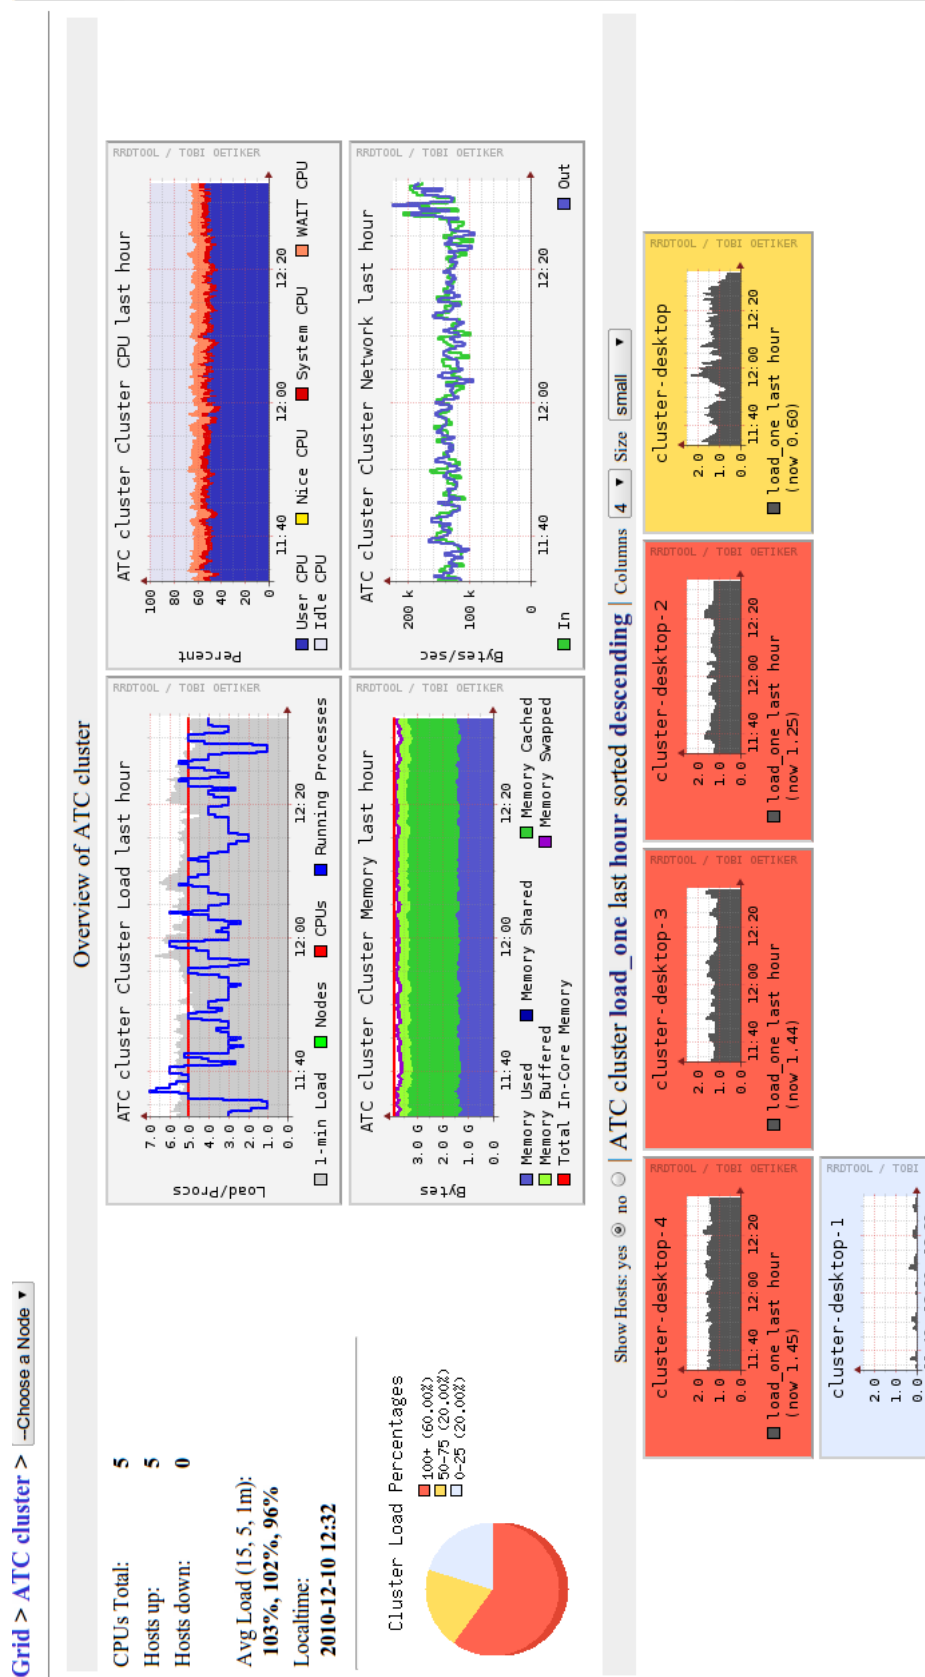 Grid > ATC cluster > --Choose a Node
Overview of ATC cluster
CPUs Total: 5
Hosts up: 5
Hosts down: 0
Avg Load (15, 5, 1m):
103%, 102%, 96%
Localtime:
2010-12-10 12:32
Cluster Load Percentages
100+ (60.00%)
50-75 (20.00%)
0-25 (20.00%)
ATC cluster Cluster Load last hour
RRDTOOL / TOBI OETIKER
Load/Procs
7.0
6.0
5.0
4.0
3.0
2.0
1.0
0.0
11:40 12:00 12:20
1-min Load Nodes CPUs Running Processes
ATC cluster Cluster CPU last hour
RRDTOOL / TOBI OETIKER
Percent
100
80
60
40
20
0
11:40 12:00 12:20
User CPU Nice CPU System CPU WAIT CPU
Idle CPU
ATC cluster Cluster Memory last hour
RRDTOOL / TOBI OETIKER
Bytes
3.0 G
2.0 G
1.0 G
0.0
11:40 12:00 12:20
Memory Used Memory Shared Memory Cached
Memory Buffered Memory Swapped
Total In-Core Memory
ATC cluster Cluster Network last hour
RRDTOOL / TOBI OETIKER
Bytes/sec
200 k
100 k
0
11:40 12:00 12:20
In Out
Show Hosts: yes no | ATC cluster load_one last hour sorted descending | Columns 4 Size small
cluster-desktop-4
RRDTOOL / TOBI OETIKER
2.0
1.0
0.0
11:40 12:00 12:20
load_one last hour
(now 1.45)
cluster-desktop-3
RRDTOOL / TOBI OETIKER
2.0
1.0
0.0
11:40 12:00 12:20
load_one last hour
(now 1.44)
cluster-desktop-2
RRDTOOL / TOBI OETIKER
2.0
1.0
0.0
11:40 12:00 12:20
load_one last hour
(now 1.25)
cluster-desktop
RRDTOOL / TOBI OETIKER
2.0
1.0
0.0
11:40 12:00 12:20
load_one last hour
(now 0.60)
cluster-desktop-1
RRDTOOL / TOBI
2.0
1.0
0.0